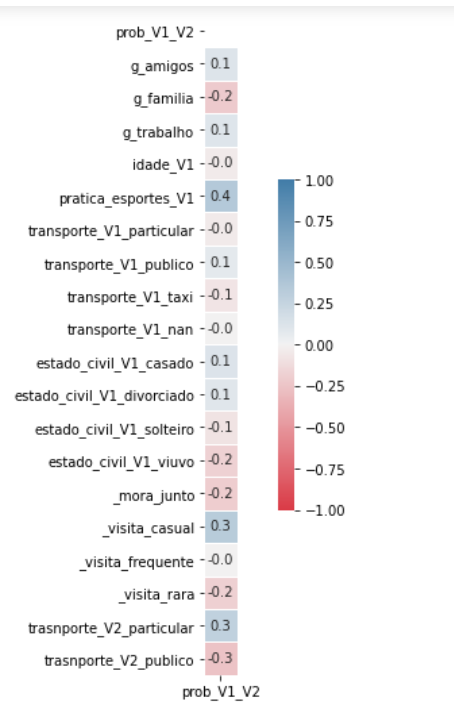 prob_V1_V2
g_amigos 0.1
g_familia -0.2
g_trabalho 0.1
idade_V1 -0.0
pratica_esportes_V1 0.4
transporte_V1_particular -0.0
transporte_V1_publico 0.1
transporte_V1_taxi -0.1
transporte_V1_nan -0.0
estado_civil_V1_casado 0.1
estado_civil_V1_divorciado 0.1
estado_civil_V1_solteiro -0.1
estado_civil_V1_viuvo -0.2
_mora_junto -0.2
_visita_casual 0.3
_visita_frequente -0.0
_visita_rara -0.2
trasnporte_V2_particular 0.3
trasnporte_V2_publico -0.3
prob_V1_V2
1.00
0.75
0.50
0.25
0.00
−0.25
−0.50
−0.75
−1.00